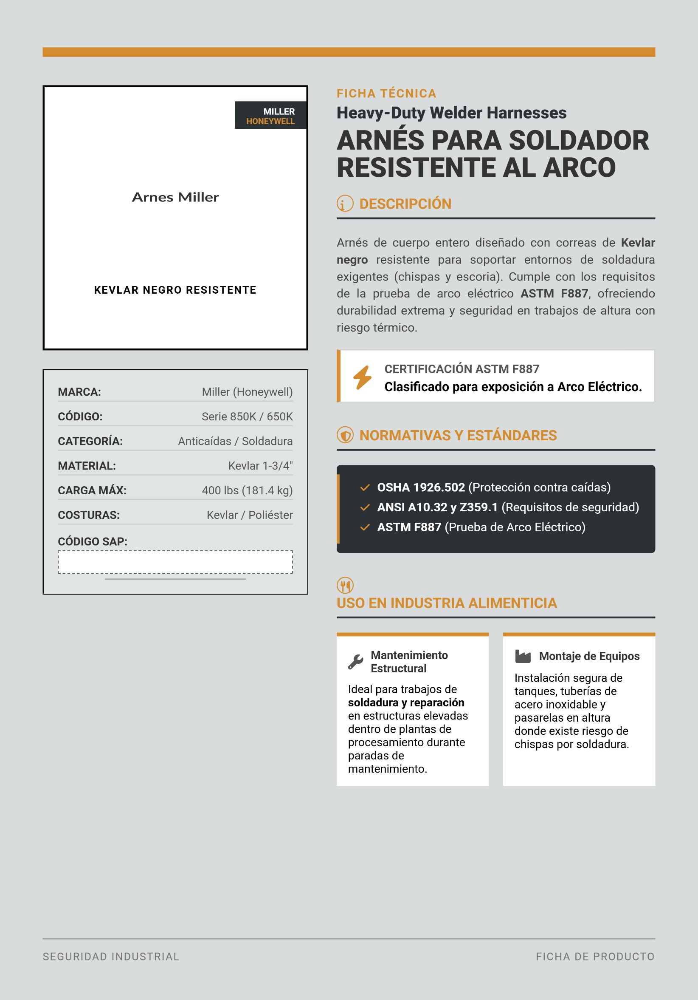 MILLER
HONEYWELL
Arnes Miller
KEVLAR NEGRO RESISTENTE
MARCA: Miller (Honeywell)
CÓDIGO: Serie 850K / 650K
CATEGORÍA: Anticaídas / Soldadura
MATERIAL: Kevlar 1-3/4"
CARGA MÁX: 400 lbs (181.4 kg)
COSTURAS: Kevlar / Poliéster
CÓDIGO SAP:
FICHA TÉCNICA
Heavy-Duty Welder Harnesses
ARNÉS PARA SOLDADOR
RESISTENTE AL ARCO
DESCRIPCIÓN
Arnés de cuerpo entero diseñado con correas de Kevlar
negro resistente para soportar entornos de soldadura
exigentes (chispas y escoria). Cumple con los requisitos
de la prueba de arco eléctrico ASTM F887, ofreciendo
durabilidad extrema y seguridad en trabajos de altura con
riesgo térmico.
CERTIFICACIÓN ASTM F887
Clasificado para exposición a Arco Eléctrico.
NORMATIVAS Y ESTÁNDARES
OSHA 1926.502 (Protección contra caídas)
ANSI A10.32 y Z359.1 (Requisitos de seguridad)
ASTM F887 (Prueba de Arco Eléctrico)
USO EN INDUSTRIA ALIMENTICIA
Mantenimiento
Estructural
Ideal para trabajos de
soldadura y reparación
en estructuras elevadas
dentro de plantas de
procesamiento durante
paradas de
mantenimiento.
Montaje de Equipos
Instalación segura de
tanques, tuberías de
acero inoxidable y
pasarelas en altura
donde existe riesgo de
chispas por soldadura.
SEGURIDAD INDUSTRIAL
FICHA DE PRODUCTO